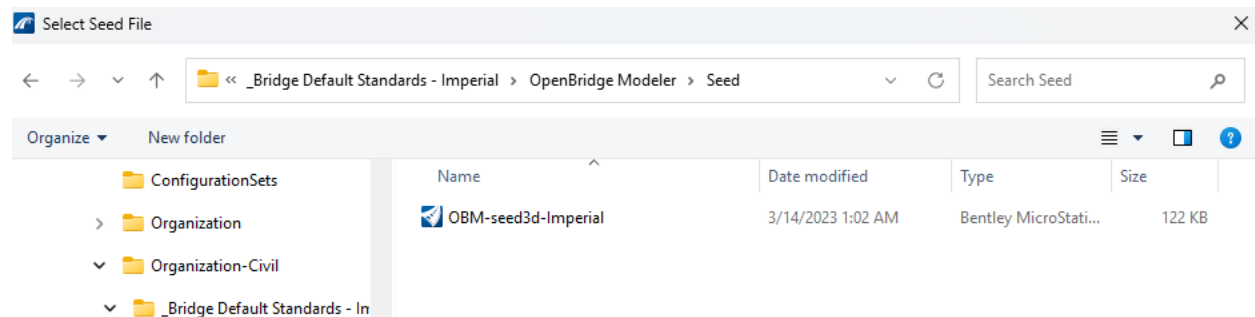 Select Seed File
« _Bridge Default Standards - Imperial > OpenBridge Modeler > Seed
Search Seed
Organize
New folder
?
ConfigurationSets
Organization
Organization-Civil
_Bridge Default Standards - Im
Name Date modified Type Size
OBM-seed3d-Imperial 3/14/2023 1:02 AM Bentley MicroStati... 122 KB